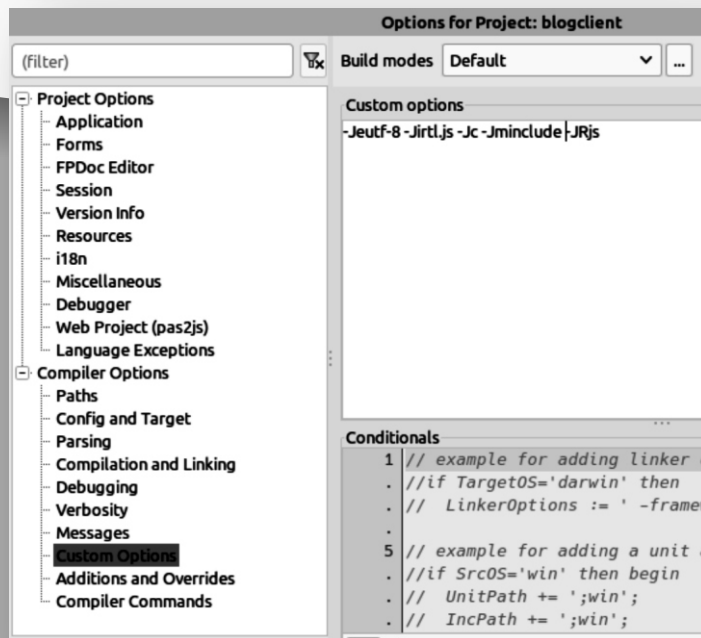 Options for Project: blogclient
(filter)
Build modes Default ...
Project Options
Application
Forms
FPDoc Editor
Session
Version Info
Resources
i18n
Miscellaneous
Debugger
Web Project (pas2js)
Language Exceptions
Compiler Options
Paths
Config and Target
Parsing
Compilation and Linking
Debugging
Verbosity
Messages
Custom Options
Additions and Overrides
Compiler Commands
Custom options
-Jeutf-8 -Jirtl.js -Jc -Jminclude -JRjs
Conditionals
1 // example for adding linker
. //if TargetOS='darwin' then
. // LinkerOptions := ' -frame
.
5 // example for adding a unit
. //if SrcOS='win' then begin
. // UnitPath += ';win';
. // IncPath += ';win';